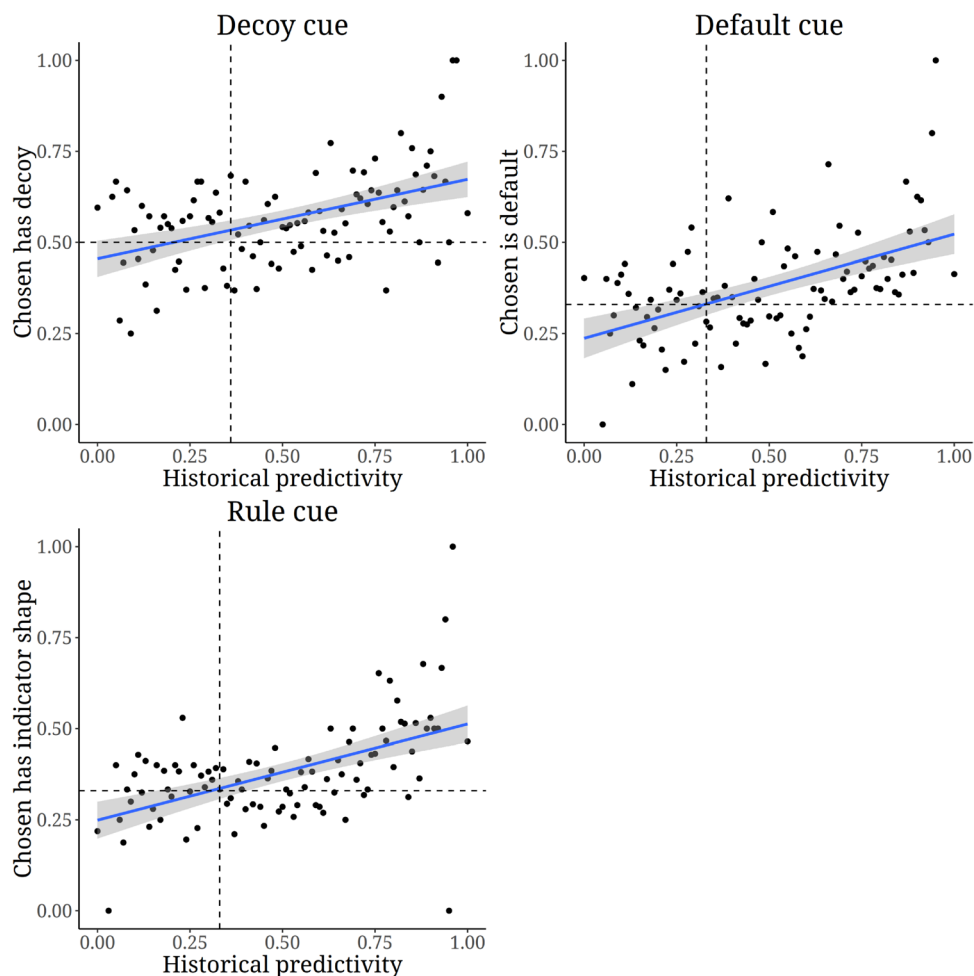 Decoy cue
Chosen has decoy
1.00
0.75
0.50
0.25
0.00
0.00 0.25 0.50 0.75 1.00
Historical predictivity
Default cue
Chosen is default
1.00
0.75
0.50
0.25
0.00
0.00 0.25 0.50 0.75 1.00
Historical predictivity
Rule cue
Chosen has indicator shape
1.00
0.75
0.50
0.25
0.00
0.00 0.25 0.50 0.75 1.00
Historical predictivity